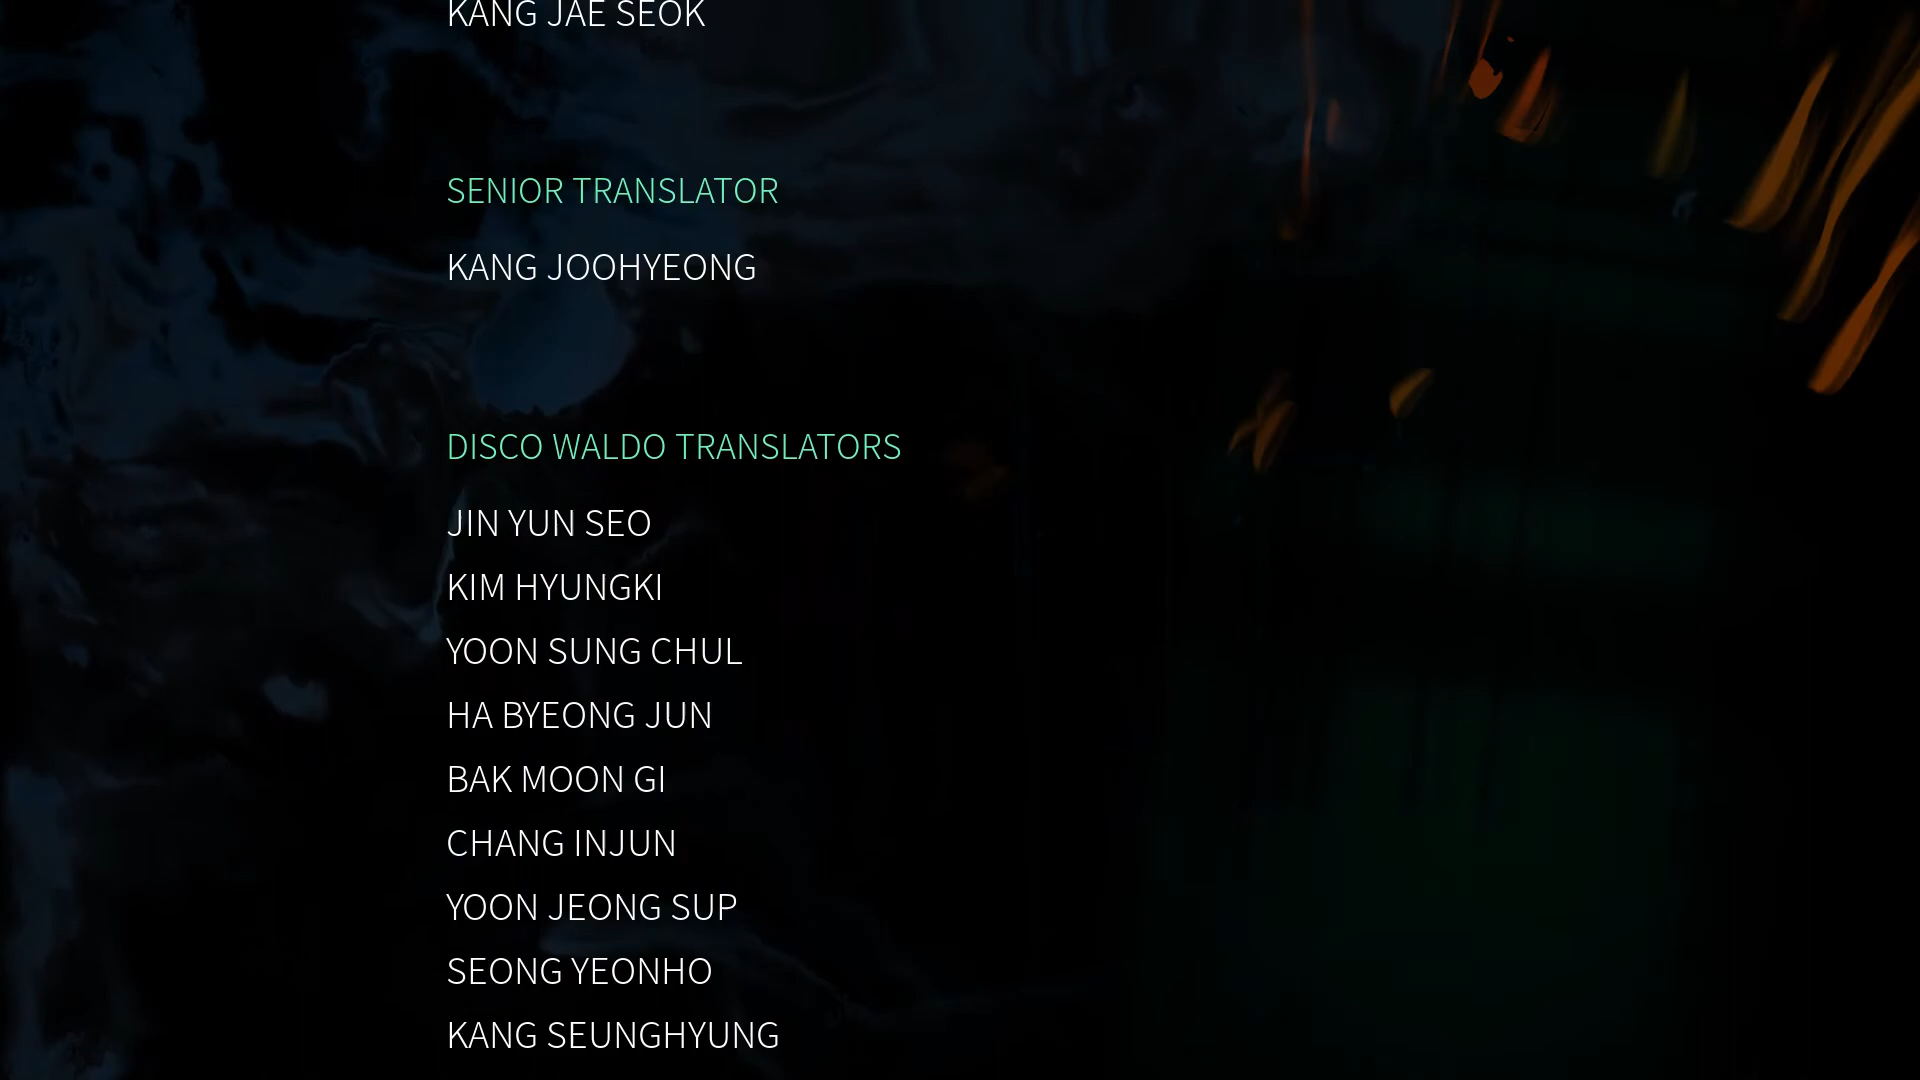 KANG JAE SEOK
SENIOR TRANSLATOR
KANG JOOHYEONG
DISCO WALDO TRANSLATORS
JIN YUN SEO
KIM HYUNGKI
YOON SUNG CHUL
HA BYEONG JUN
BAK MOON GI
CHANG INJUN
YOON JEONG SUP
SEONG YEONHO
KANG SEUNGHYUNG